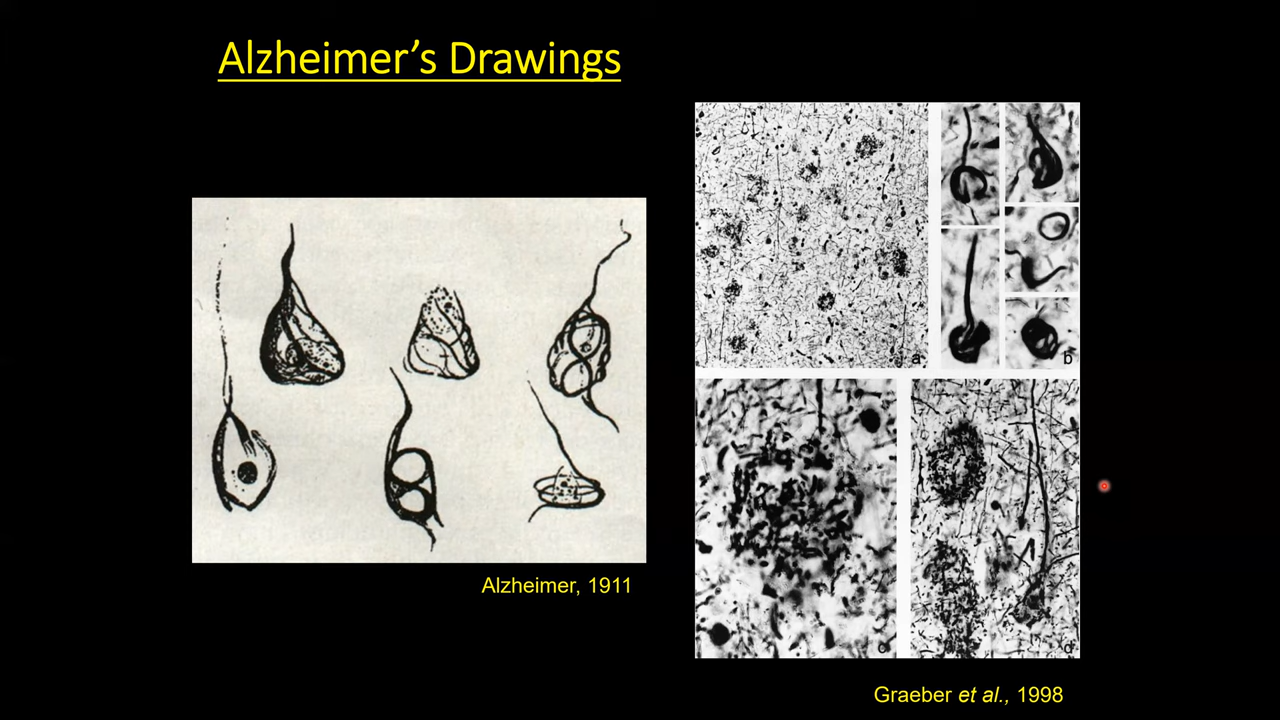 Alzheimer’s Drawings
a
b
c
d
Alzheimer, 1911
Graeber et al., 1998